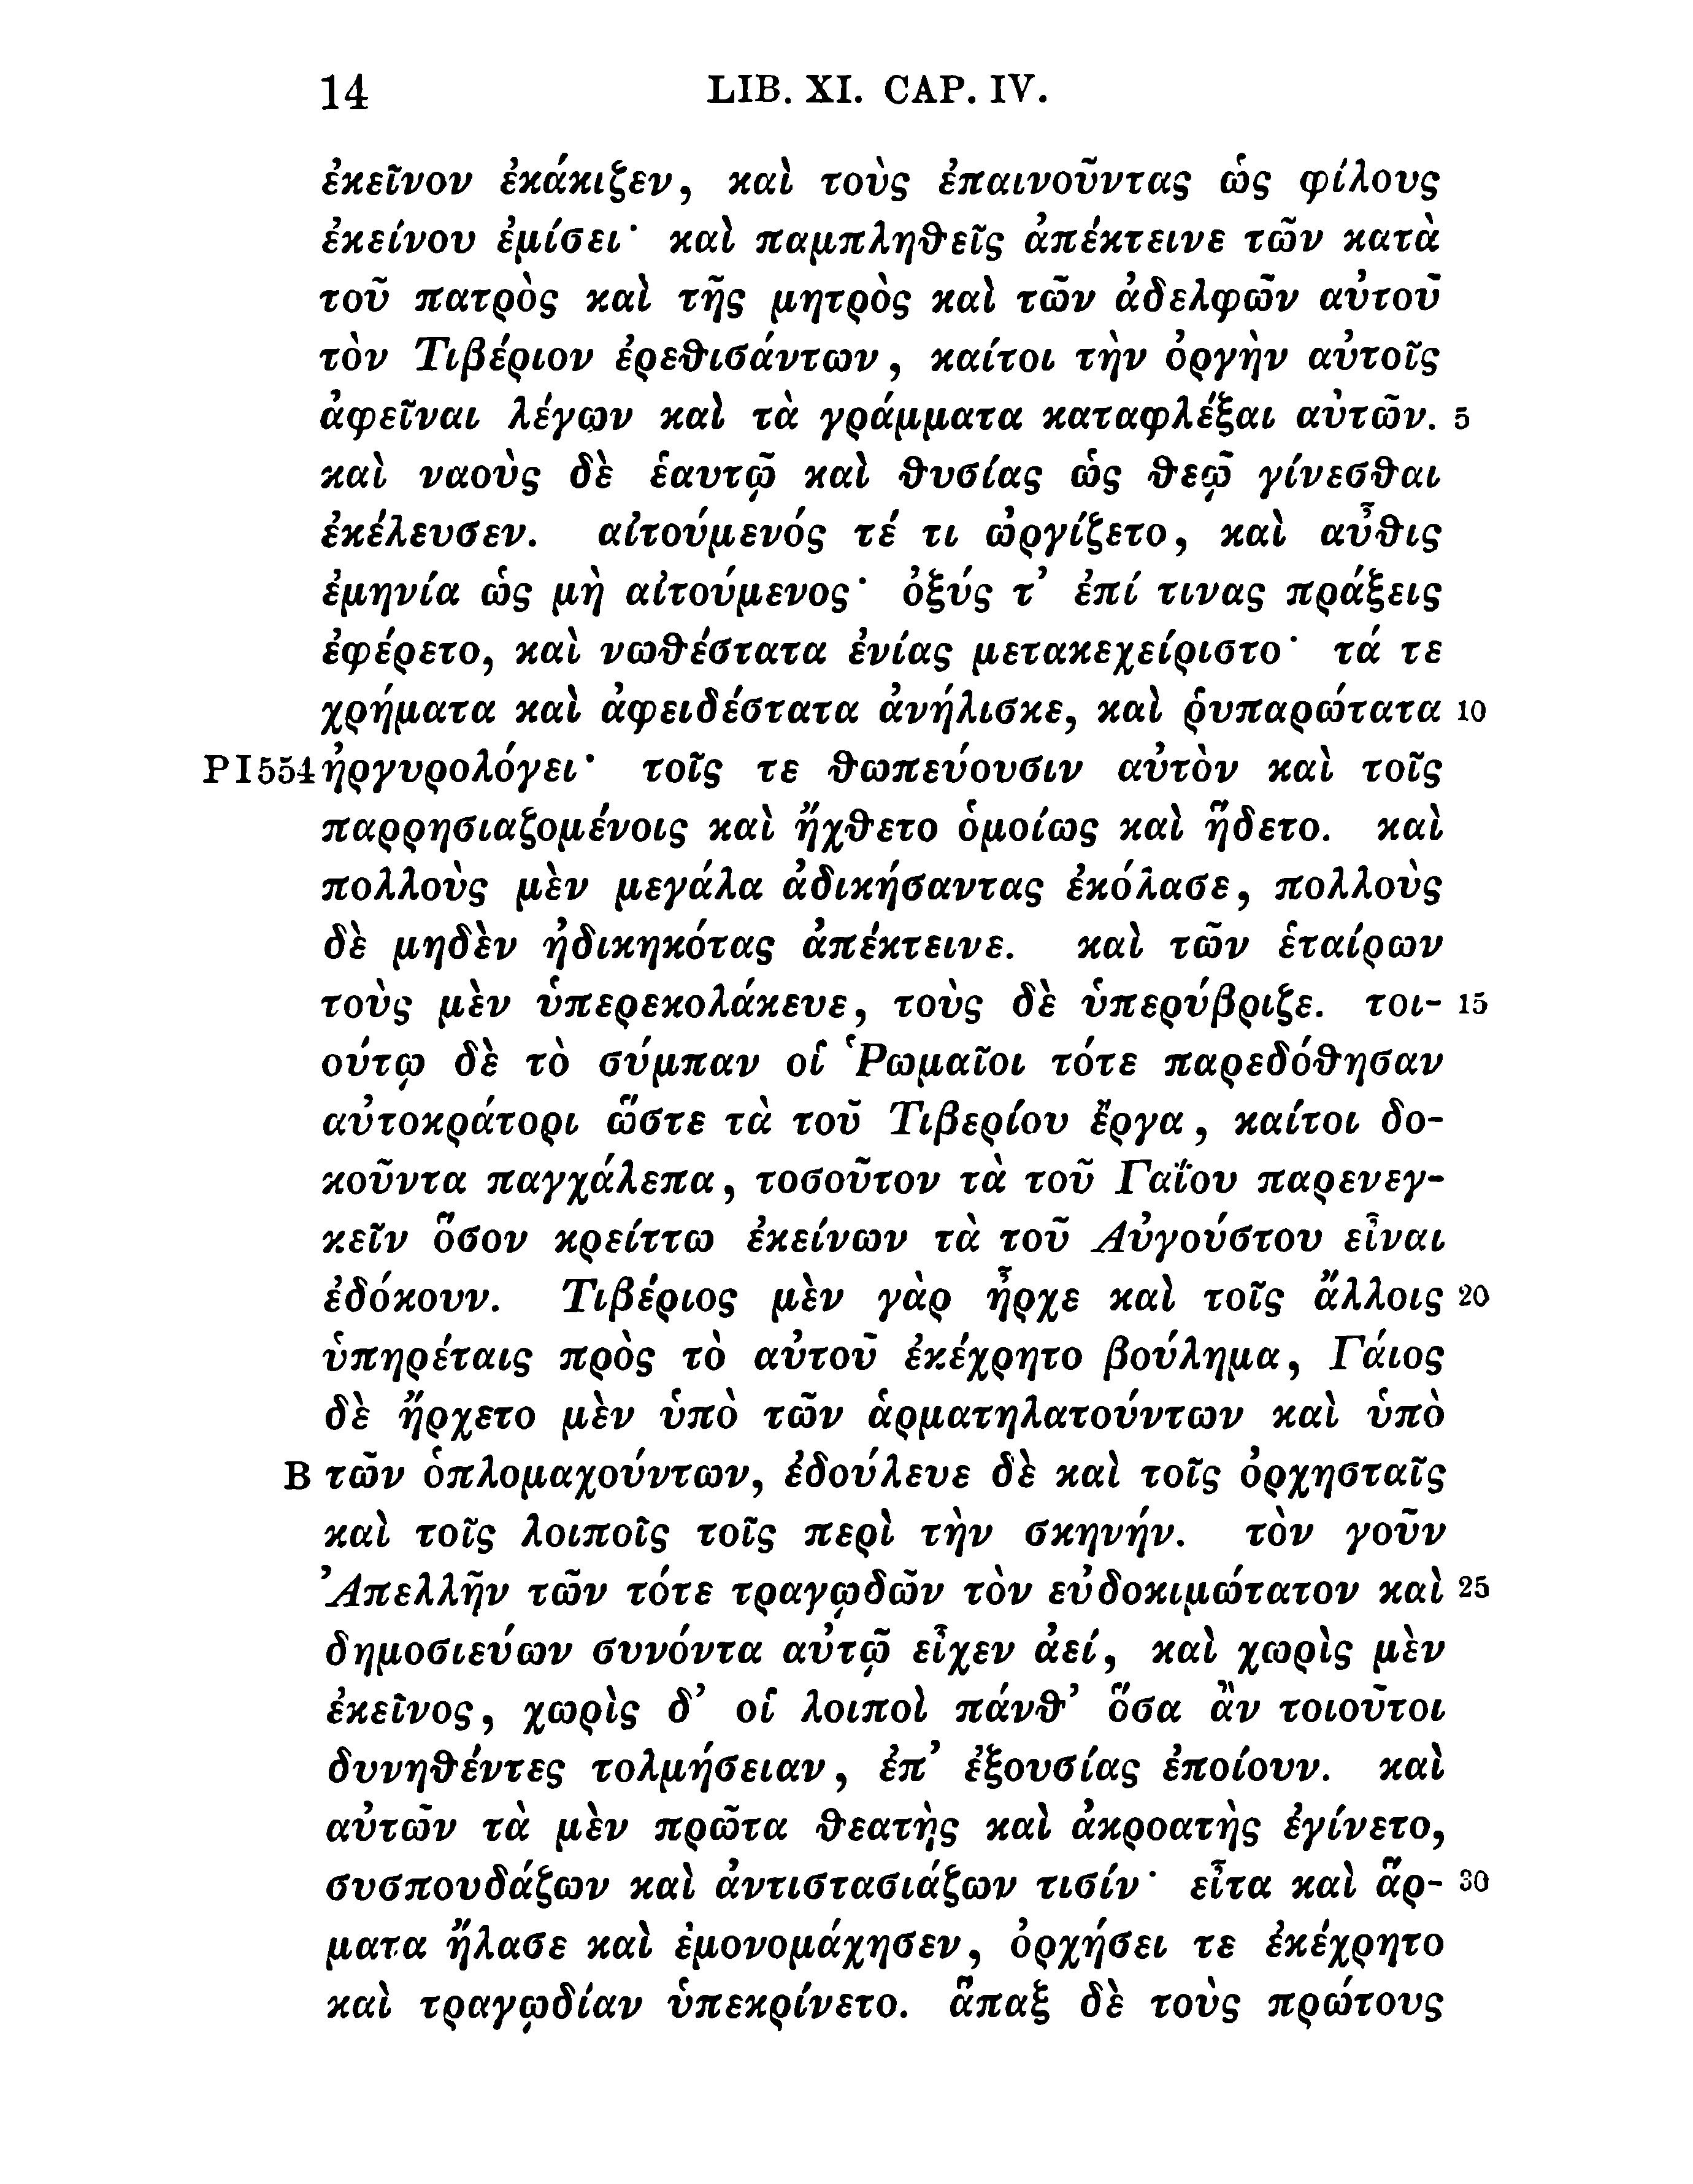 14 LIB. XI. CAP. IV.
ἐκεῖνον ἐκάκιζεν, καὶ τοὺς ἐπαινοῦντας ὡς φίλους
ἐκείνου ἐμίσει· καὶ παμπληθεῖς ἀπέκτεινε τῶν κατὰ
τοῦ πατρὸς καὶ τῆς μητρὸς καὶ τῶν ἀδελφῶν αὐτοῦ
τὸν Τιβέριον ἐρεθισάντων, καίτοι τὴν ὀργὴν αὐτοῖς
ἀφεῖναι λέγων καὶ τὰ γράμματα καταφλέξαι αὐτῶν. 5
καὶ ναοὺς δὲ ἑαυτῷ καὶ θυσίας ὡς θεῷ γίνεσθαι
ἐκέλευσεν. αἰτούμενός τέ τι ὠργίζετο, καὶ αὖθις
ἐμηνία ὡς μὴ αἰτούμενος· ὀξύς τ’ ἐπί τινας πράξεις
ἐφέρετο, καὶ νωθέστατα ἐνίας μετακεχείριστο· τά τε
χρήματα καὶ ἀφειδέστατα ἀνήλισκε, καὶ ῥυπαρώτατα 10
P I 554 ἠργυρολόγει· τοῖς τε θωπεύουσιν αὐτὸν καὶ τοῖς
παρρησιαζομένοις καὶ ἤχθετο ὁμοίως καὶ ἥδετο. καὶ
πολλοὺς μὲν μεγάλα ἀδικήσαντας ἐκόλασε, πολλοὺς
δὲ μηδὲν ἠδικηκότας ἀπέκτεινε. καὶ τῶν ἑταίρων
τοὺς μὲν ὑπερεκολάκευε, τοὺς δὲ ὑπερύβριζε. τοι- 15
ούτῳ δὲ τὸ σύμπαν οἱ Ῥωμαῖοι τότε παρεδόθησαν
αὐτοκράτορι ὥστε τὰ τοῦ Τιβερίου ἔργα, καίτοι δο-
κοῦντα παγχάλεπα, τοσοῦτον τὰ τοῦ Γαΐου παρενεγ-
κεῖν ὅσον κρείττω ἐκείνων τὰ τοῦ Αὐγούστου εἶναι
ἐδόκουν. Τιβέριος μὲν γὰρ ἦρχε καὶ τοῖς ἄλλοις 20
ὑπηρέταις πρὸς τὸ αὐτοῦ ἐκέχρητο βούλημα, Γάιος
δὲ ἤρχετο μὲν ὑπὸ τῶν ἁρματηλατούντων καὶ ὑπὸ
B τῶν ὁπλομαχούντων, ἐδούλευε δὲ καὶ τοῖς ὀρχησταῖς
καὶ τοῖς λοιποῖς τοῖς περὶ τὴν σκηνήν. τὸν γοῦν
Ἀπελλῆν τῶν τότε τραγῳδῶν τὸν εὐδοκιμώτατον καὶ 25
δημοσιεύων συνόντα αὐτῷ εἶχεν ἀεί, καὶ χωρὶς μὲν
ἐκεῖνος, χωρὶς δ’ οἱ λοιποὶ πάνθ’ ὅσα ἂν τοιοῦτοι
δυνηθέντες τολμήσειαν, ἐπ’ ἐξουσίας ἐποίουν. καὶ
αὐτῶν τὰ μὲν πρῶτα θεατὴς καὶ ἀκροατὴς ἐγίνετο,
συσπουδάζων καὶ ἀντιστασιάζων τισίν· εἶτα καὶ ἅρ- 30
ματα ἤλασε καὶ ἐμονομάχησεν, ὀρχήσει τε ἐκέχρητο
καὶ τραγῳδίαν ὑπεκρίνετο. ἅπαξ δὲ τοὺς πρώτους